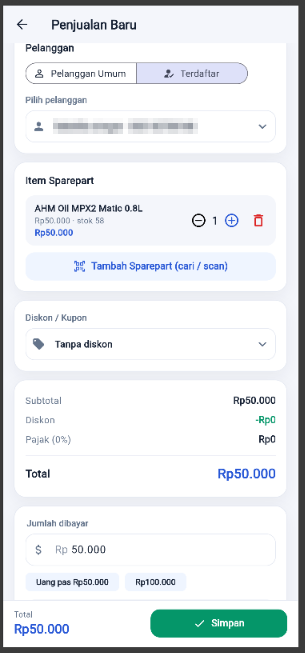 Penjualan Baru
Pelanggan
Pelanggan Umum
Terdaftar
Pilih pelanggan
Item Sparepart
AHM Oil MPX2 Matic 0.8L
Rp50.000 · stok 58
Rp50.000
1
Tambah Sparepart (cari / scan)
Diskon / Kupon
Tanpa diskon
Subtotal Rp50.000
Diskon -Rp0
Pajak (0%) Rp0
Total Rp50.000
Jumlah dibayar
$ Rp 50.000
Uang pas Rp50.000 Rp100.000
Total
Rp50.000
Simpan